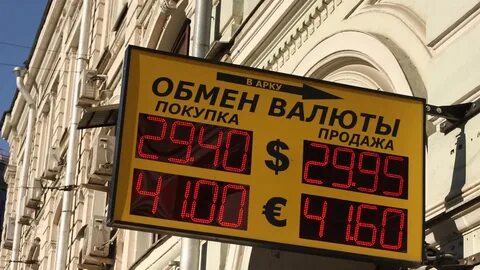 В АРКУ
ОБМЕН ВАЛЮТЫ
ПОКУПКА ПРОДАЖА
29.40 $ 29.95
41.00 € 41.60